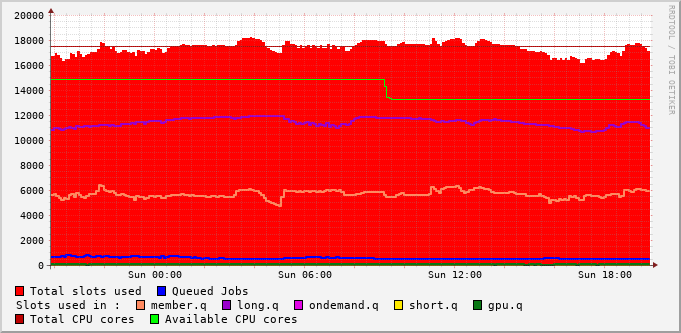 20000
18000
16000
14000
12000
10000
8000
6000
4000
2000
0
Sun 00:00 Sun 06:00 Sun 12:00 Sun 18:00
RRDTOOL / TOBI OETIKER
Total slots used Queued Jobs
Slots used in : member.q long.q ondemand.q short.q gpu.q
Total CPU cores Available CPU cores